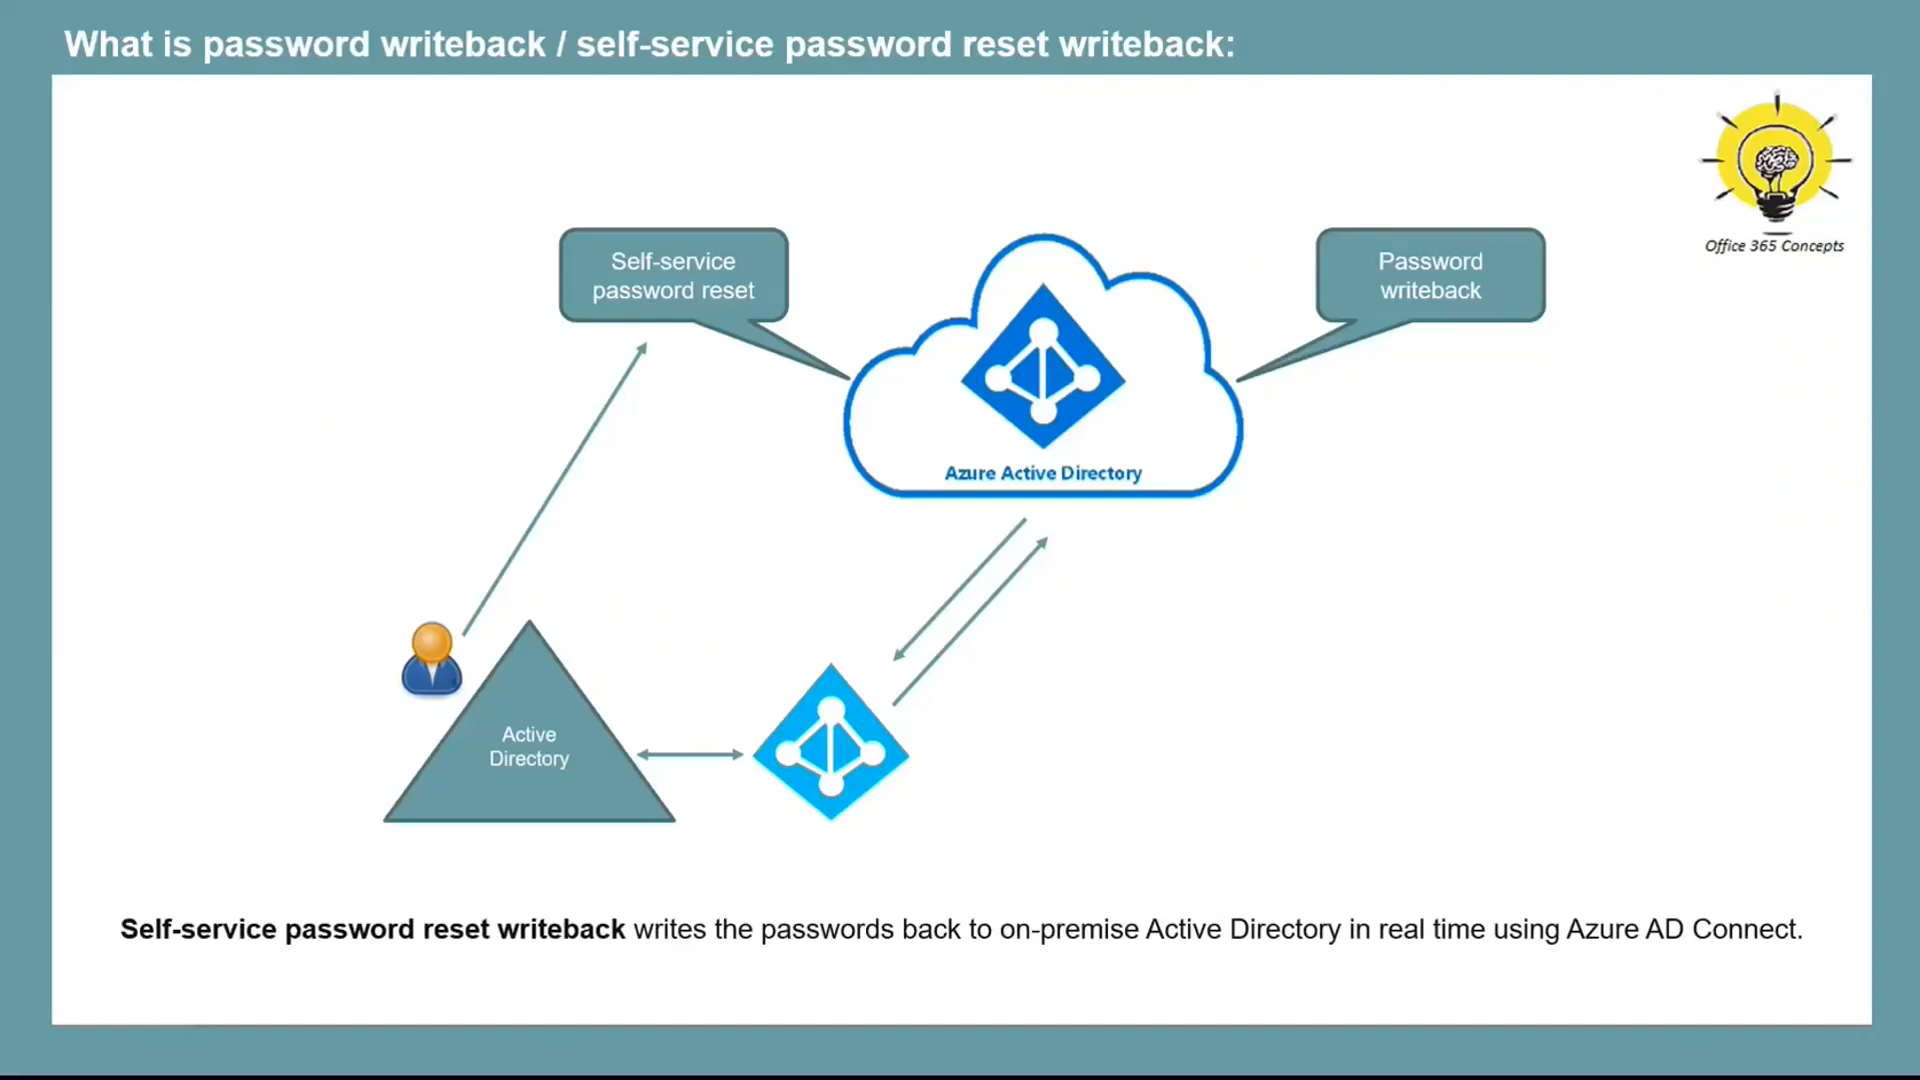 What is password writeback / self-service password reset writeback:
Office 365 Concepts
Self-service
password reset
Password
writeback
Azure Active Directory
Active
Directory
Self-service password reset writeback writes the passwords back to on-premise Active Directory in real time using Azure AD Connect.